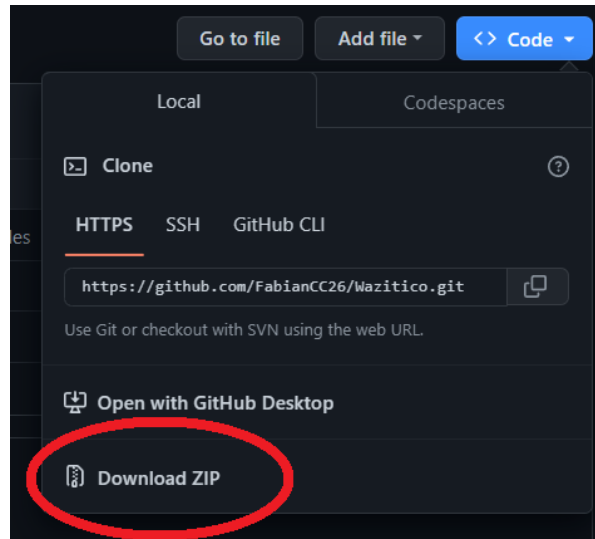 Go to file Add file <> Code
Local Codespaces
Clone
HTTPS SSH GitHub CLI
les
https://github.com/FabianCC26/Wazitico.git
Use Git or checkout with SVN using the web URL.
Open with GitHub Desktop
Download ZIP